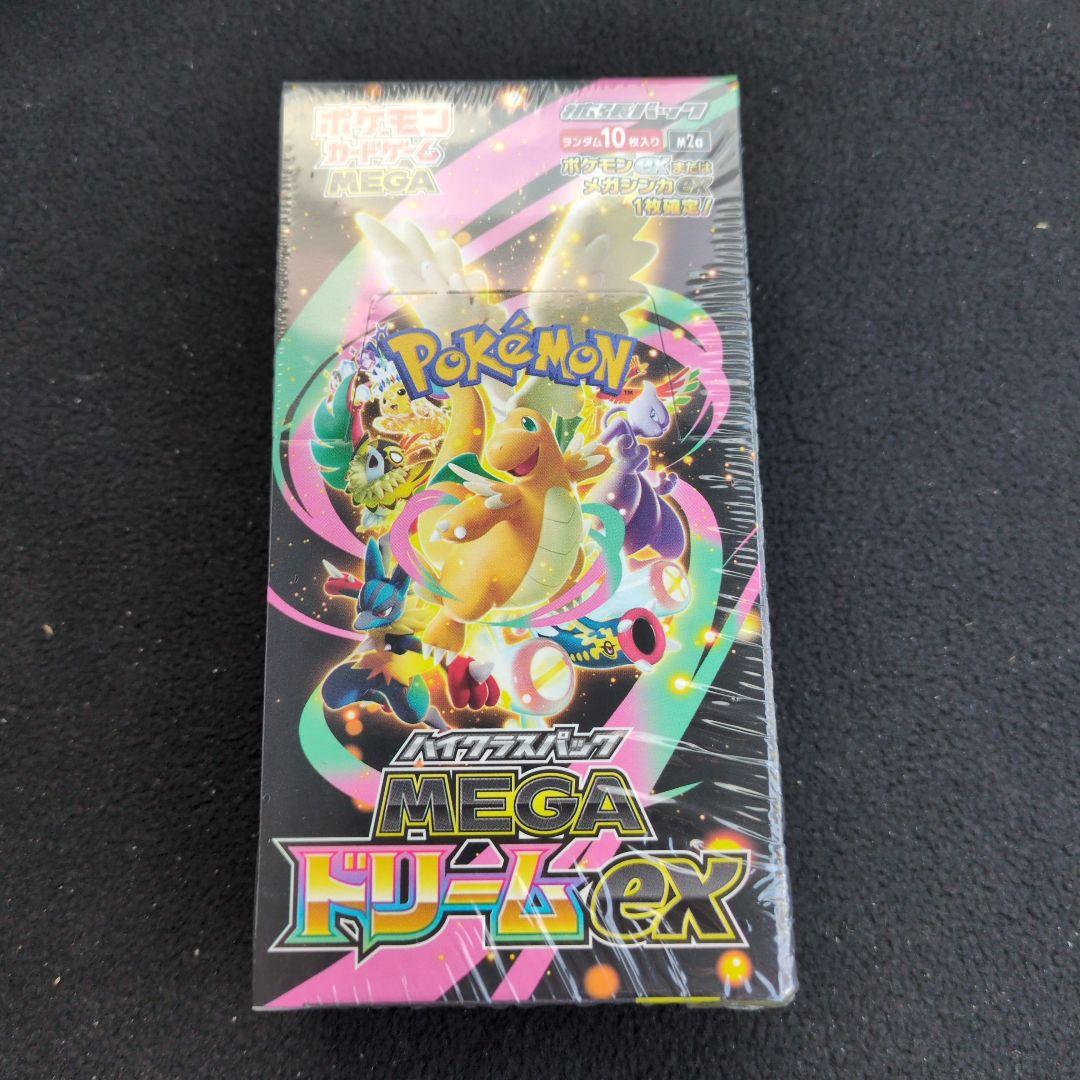 ポケモン
カードゲーム
MEGA
拡張パック
ランダム10枚入り M2a
ポケモンexまたは
メガシンカex
1枚確定!
POKéMON
TM
ハイクラスパック
MEGA
ドリームex